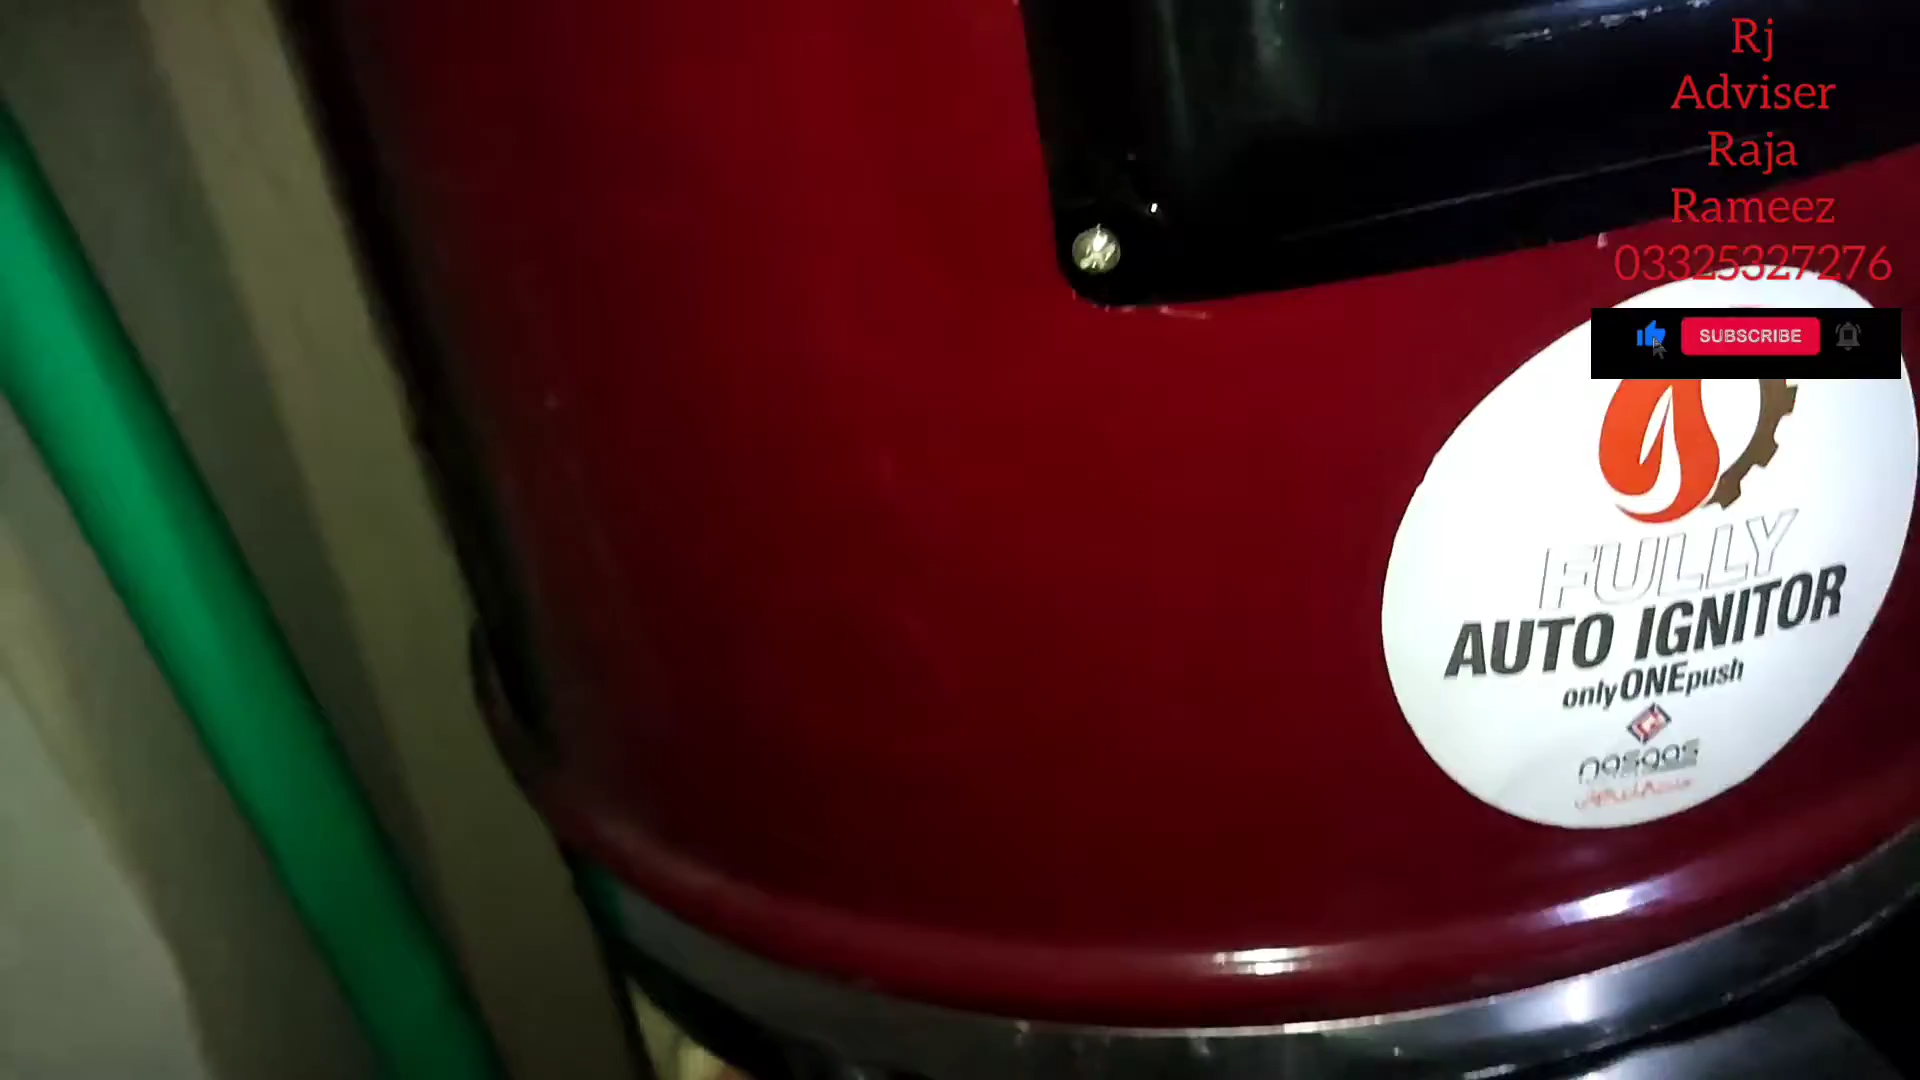 Rj
Adviser
Raja
Rameez
03325327276
SUBSCRIBE
FULLY
AUTO IGNITOR
only ONE push
nasgas